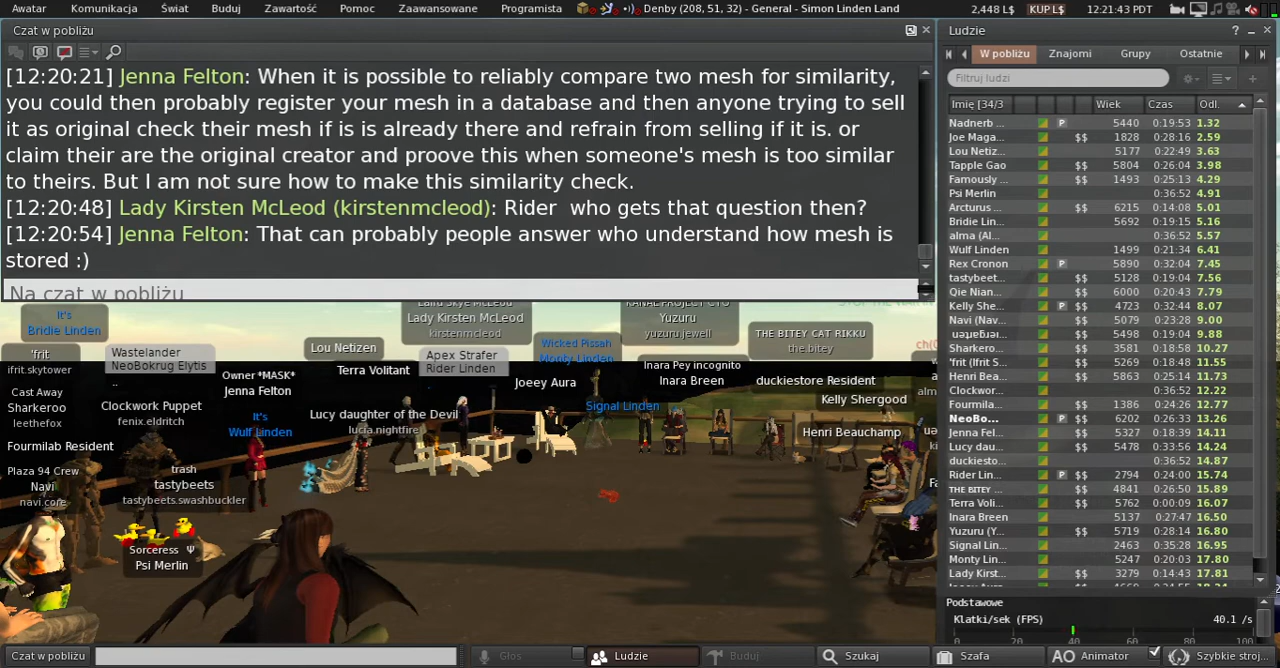 Awatar Komunikacja Świat Buduj Zawartość Pomoc Zaawansowane Programista Denby (208, 51, 32) - General - Simon Linden Land 2,448 L$ KUP L$ 12:21:43 PDT
Czat w pobliżu
[12:20:21] Jenna Felton: When it is possible to reliably compare two mesh for similarity,
you could then probably register your mesh in a database and then anyone trying to sell
it as original check their mesh if is is already there and refrain from selling if it is. or
claim their are the original creator and proove this when someone's mesh is too similar
to theirs. But I am not sure how to make this similarity check.
[12:20:48] Lady Kirsten McLeod (kirstenmcleod): Rider who gets that question then?
[12:20:54] Jenna Felton: That can probably people answer who understand how mesh is
stored :)
Na czat w pobliżu
It's
Bridie Linden
Laird Skye McLeod
Lady Kirsten McLeod
kirstenmcleod
Yuzuru
yuzuru jewell
THE BITEY CAT RIKKU
the bitey
'frit
ifrit.skytower
Wastelander
NeoBokrug Elytis
Lou Netizen
Apex Strafer
Rider Linden
Wicked Pissah
Monty Linden
Terra Volitant
Owner *MASK*
Jenna Felton
Joeey Aura
Inara Pey incognito
Inara Breen
duckiestore Resident
Cast Away
Sharkeroo
leethefox
..
Clockwork Puppet
fenix.eldritch
It's
Wulf Linden
Lucy daughter of the Devil
lucia.nightfire
Signal Linden
Kelly Shergood
Henri Beauchamp
Fourmilab Resident
Plaza 94 Crew
Navi
navi.core
trash
tastybeets
tastybeets.swashbuckler
Sorceress Ψ
Psi Merlin
Ludzie
W pobliżu Znajomi Grupy Ostatnie
Filtruj ludzi
Imię [34/3 Wiek Czas Odl.
Nadnerb ... P 5440 0:19:53 1.32
Joe Maga... $$ 1828 0:28:16 2.59
Lou Netiz... 5177 0:22:49 3.63
Tapple Gao $$ 5804 0:26:04 3.98
Famously ... $$ 1493 0:25:13 4.29
Psi Merlin 0:36:52 4.91
Arcturus ... $$ 6215 0:14:08 5.01
Bridie Lin... 5692 0:19:15 5.16
alma (Al... 0:36:52 5.57
Wulf Linden 1499 0:21:34 6.41
Rex Cronon P 5890 0:32:04 7.45
tastybeet... $$ 5128 0:19:04 7.56
Qie Nian... $$ 6000 0:20:43 7.79
Lady Kirst... 
Kelly She... P $$ 4723 0:32:44 8.07
Navi (Nav... $$ 5079 0:23:28 9.00
$$ 5498 0:19:04 9.88
Sharkero... $$ 3581 0:18:58 10.27
'frit (Ifrit S... $$ 5269 0:18:48 11.55
Henri Bea... $$ 5863 0:25:14 11.73
Clockwor... 0:36:52 12.22
Fourmila... $$ 1386 0:24:26 12.77
NeoBo... P $$ 6202 0:26:33 13.26
Jenna Fel... $$ 5327 0:18:39 14.11
Lucy dau... $$ 5478 0:33:56 14.24
duckiesto... 0:36:52 14.87
Rider Lin... P $$ 2794 0:24:00 15.74
THE BITEY ... $$ 4841 0:26:50 15.89
Terra Voli... $$ 5762 0:00:09 16.07
Inara Breen 5137 0:27:47 16.50
Yuzuru (Y... $$ 5719 0:28:14 16.80
Signal Lin... 2463 0:35:28 16.95
Monty Lin... 5247 0:20:03 17.80
Lady Kirst... $$ 3279 0:14:43 17.81
Podstawowe
Klatki/sek (FPS) 40.1 /s
0 20 40 60 80 100
Czat w pobliżu Głos Ludzie Buduj Szukaj Szafa AO Animator Szybkie stroj...